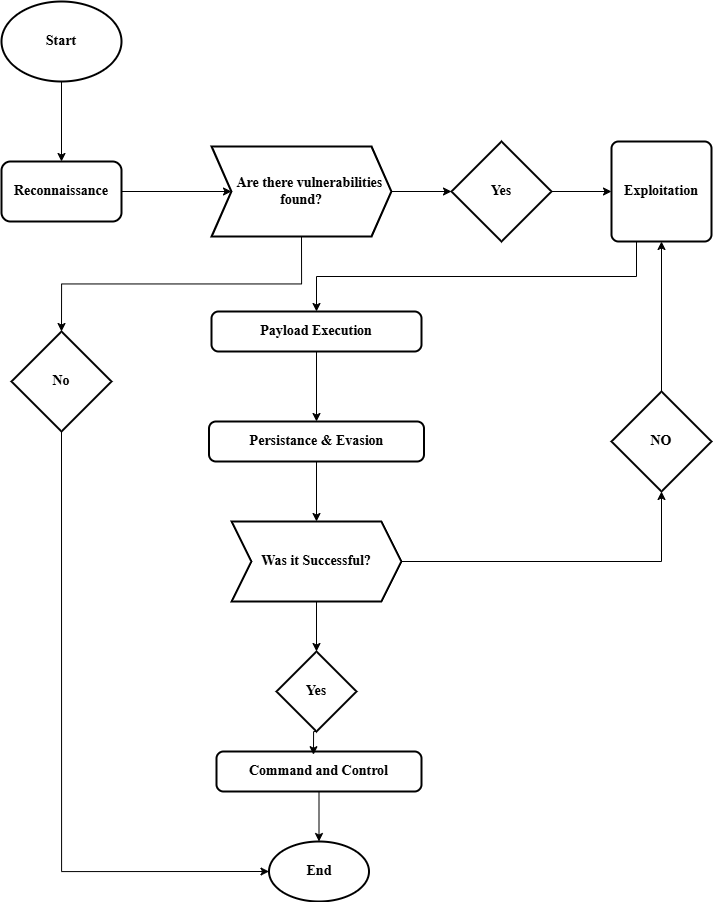 Start
Reconnaissance
Are there vulnerabilities
found?
Yes
Exploitation
Payload Execution
No
Persistance & Evasion
NO
Was it Successful?
Yes
Command and Control
End